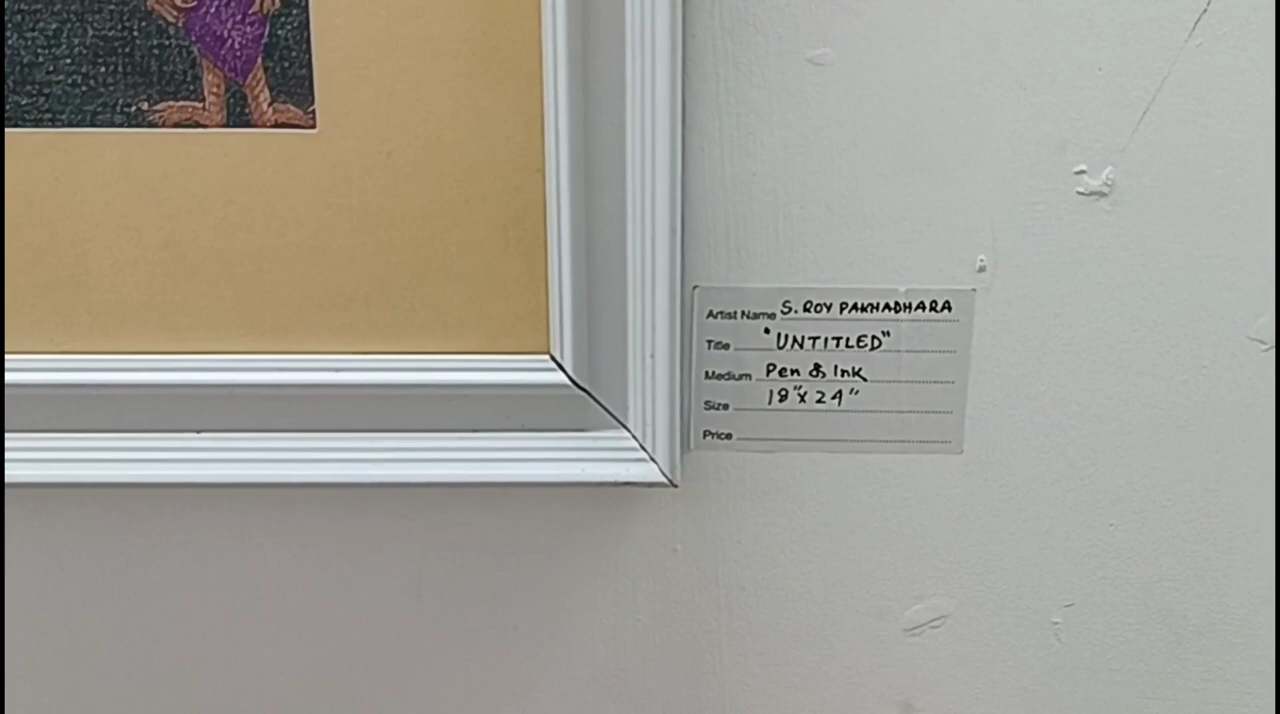 Artist Name S. ROY PAKHADHARA
Title "UNTITLED"
Medium Pen & Ink
Size 18" x 24"
Price